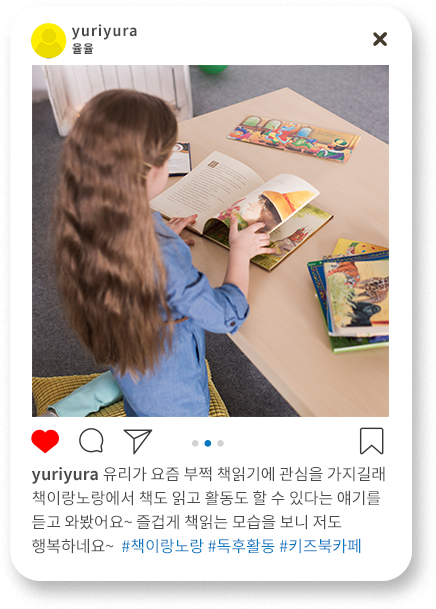 yuriyura
율율
yuriyura 유리가 요즘 부쩍 책읽기에 관심을 가지길래
책이랑노랑에서 책도 읽고 활동도 할 수 있다는 얘기를
듣고 와봤어요~ 즐겁게 책읽는 모습을 보니 저도
행복하네요~ #책이랑노랑 #독후활동 #키즈북카페